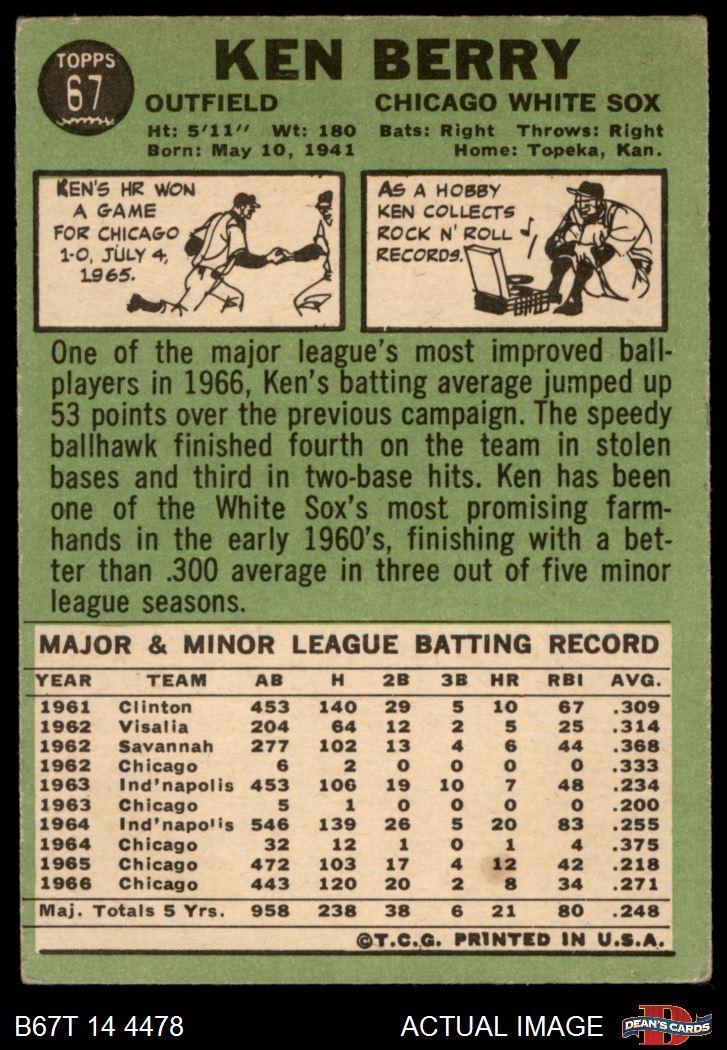 TOPPS
67
KEN BERRY
OUTFIELD CHICAGO WHITE SOX
Ht: 5'11" Wt: 180 Bats: Right Throws: Right
Born: May 10, 1941 Home: Topeka, Kan.
KEN'S HR WON
A GAME
FOR CHICAGO
1-0, JULY 4,
1965.
AS A HOBBY
KEN COLLECTS
ROCK N' ROLL
RECORDS.
One of the major league's most improved ball-
players in 1966, Ken's batting average jumped up
53 points over the previous campaign. The speedy
ballhawk finished fourth on the team in stolen
bases and third in two-base hits. Ken has been
one of the White Sox's most promising farm-
hands in the early 1960's, finishing with a bet-
ter than .300 average in three out of five minor
league seasons.
MAJOR & MINOR LEAGUE BATTING RECORD
YEAR TEAM AB H 2B 3B HR RBI AVG.
1961 Clinton 453 140 29 5 10 67 .309
1962 Visalia 204 64 12 2 5 25 .314
1962 Savannah 277 102 13 4 6 44 .368
1962 Chicago 6 2 0 0 0 0 .333
1963 Ind'napolis 453 106 19 10 7 48 .234
1963 Chicago 5 1 0 0 0 0 .200
1964 Ind'napolis 546 139 26 5 20 83 .255
1964 Chicago 32 12 1 0 1 4 .375
1965 Chicago 472 103 17 4 12 42 .218
1966 Chicago 443 120 20 2 8 34 .271
Maj. Totals 5 Yrs. 958 238 38 6 21 80 .248
©T.C.G. PRINTED IN U.S.A.
B67T 14 4478 ACTUAL IMAGE DEAN'S CARDS